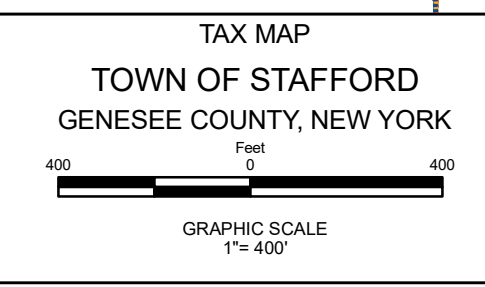 TAX MAP
TOWN OF STAFFORD
GENESEE COUNTY, NEW YORK
Feet
400 0 400
GRAPHIC SCALE
1"= 400'